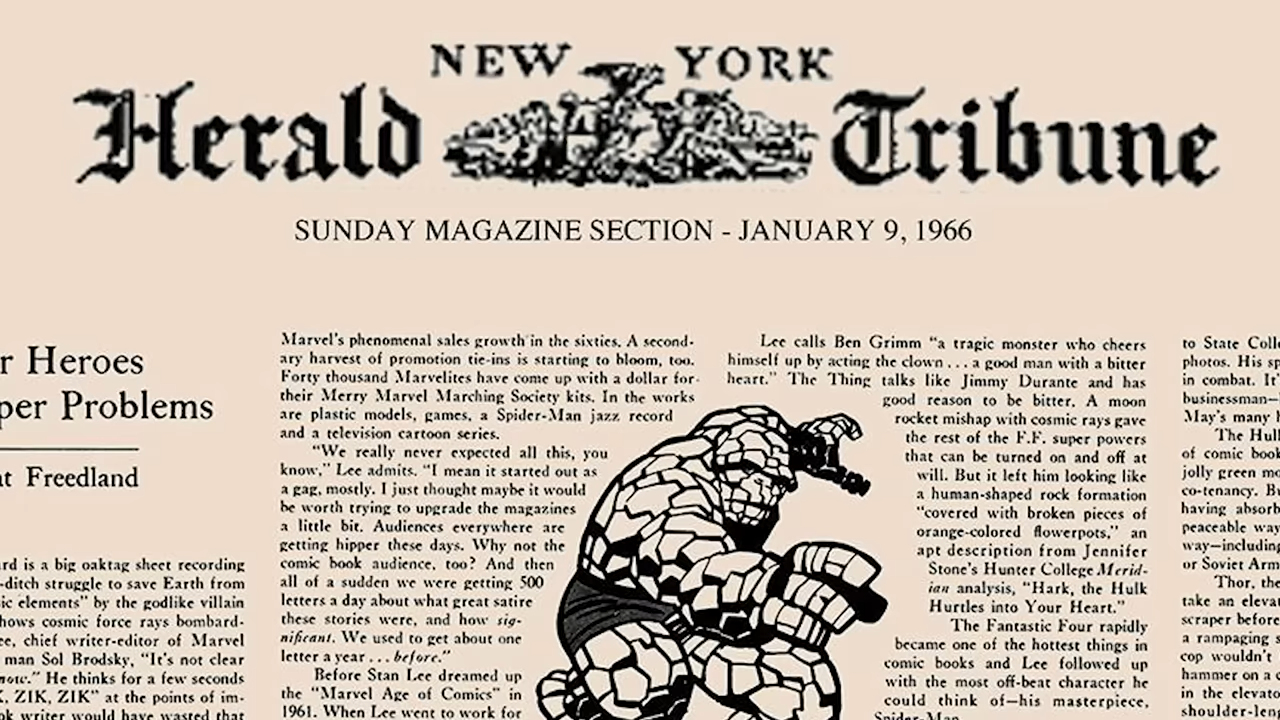 NEW YORK
Herald Tribune
SUNDAY MAGAZINE SECTION - JANUARY 9, 1966
r Heroes
per Problems
at Freedland
ard is a big oaktag sheet recording
-ditch struggle to save Earth from
ic elements” by the godlike villain
hows cosmic force rays bombard-
ee, chief writer-editor of Marvel
man Sol Brodsky, “It's not clear
now.” He thinks for a few seconds
K, ZIK, ZIK” at the points of im-
ok writer would have wasted that
Marvel's phenomenal sales growth in the sixties. A second-
ary harvest of promotion tie-ins is starting to bloom, too.
Forty thousand Marvelites have come up with a dollar for
their Merry Marvel Marching Society kits. In the works
are plastic models, games, a Spider-Man jazz record
and a television cartoon series.
“We really never expected all this, you
know,” Lee admits. “I mean it started out as
a gag, mostly. I just thought maybe it would
be worth trying to upgrade the magazines
a little bit. Audiences everywhere are
getting hipper these days. Why not the
comic book audience, too? And then
all of a sudden we were getting 500
letters a day about what great satire
these stories were, and how sig-
nificant. We used to get about one
letter a year . . . before.”
Before Stan Lee dreamed up
the “Marvel Age of Comics” in
1961. When Lee went to work for
Lee calls Ben Grimm “a tragic monster who cheers
himself up by acting the clown . . . a good man with a bitter
heart.” The Thing talks like Jimmy Durante and has
good reason to be bitter. A moon
rocket mishap with cosmic rays gave
the rest of the F.F. super powers
that can be turned on and off at
will. But it left him looking like
a human-shaped rock formation
“covered with broken pieces of
orange-colored flowerpots,” an
apt description from Jennifer
Stone's Hunter College Merid-
ian analysis, “Hark, the Hulk
Hurtles into Your Heart.”
The Fantastic Four rapidly
became one of the hottest things in
comic books and Lee followed up
with the most off-beat character he
could think of—his masterpiece,
Spider-Man.
to State Coll
photos. His sp
in combat. It'
businessman—
May's many h
The Hul
of comic book
jolly green mo
co-tenancy. Bu
having absorb
peaceable way
way—including
or Soviet Arm
Thor, the
take an eleva
scraper before
a rampaging s
cop wouldn't
hammer on a c
in the elevato
shoulder-leng